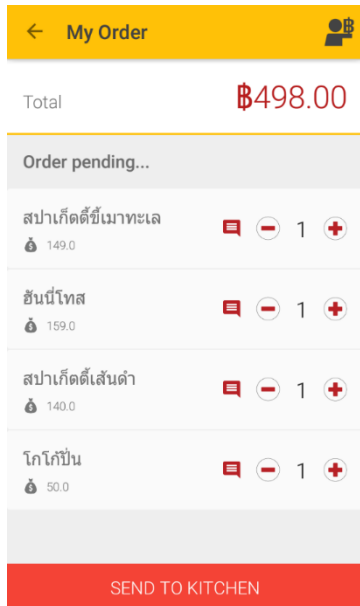 My Order
Total ฿498.00
Order pending...
สปาเก็ตตี้ขี้เมาทะเล
1
149.0
ฮันนี่โทส
1
159.0
สปาเก็ตตี้เส้นดำ
1
140.0
โกโก้ปั่น
1
50.0
SEND TO KITCHEN